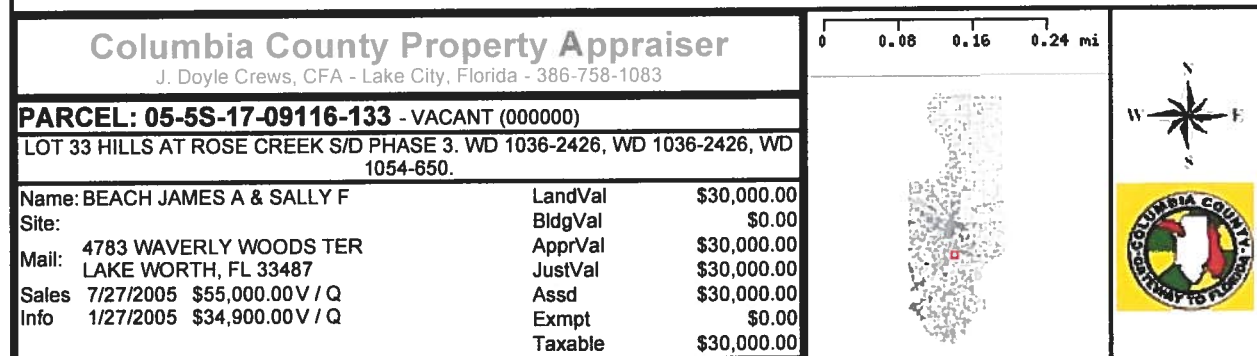 Columbia County Property Appraiser
J. Doyle Crews, CFA - Lake City, Florida - 386-758-1083
PARCEL: 05-5S-17-09116-133 - VACANT (000000)
LOT 33 HILLS AT ROSE CREEK S/D PHASE 3. WD 1036-2426, WD 1036-2426, WD
1054-650.
Name: BEACH JAMES A & SALLY F
Site:
Mail: 4783 WAVERLY WOODS TER
LAKE WORTH, FL 33487
Sales 7/27/2005 $55,000.00 V / Q
Info 1/27/2005 $34,900.00 V / Q
LandVal $30,000.00
BldgVal $0.00
ApprVal $30,000.00
JustVal $30,000.00
Assd $30,000.00
Exmpt $0.00
Taxable $30,000.00
0 0.08 0.16 0.24 mi
N
W E
S
COLUMBIA COUNTY
GATEWAY TO FLORIDA